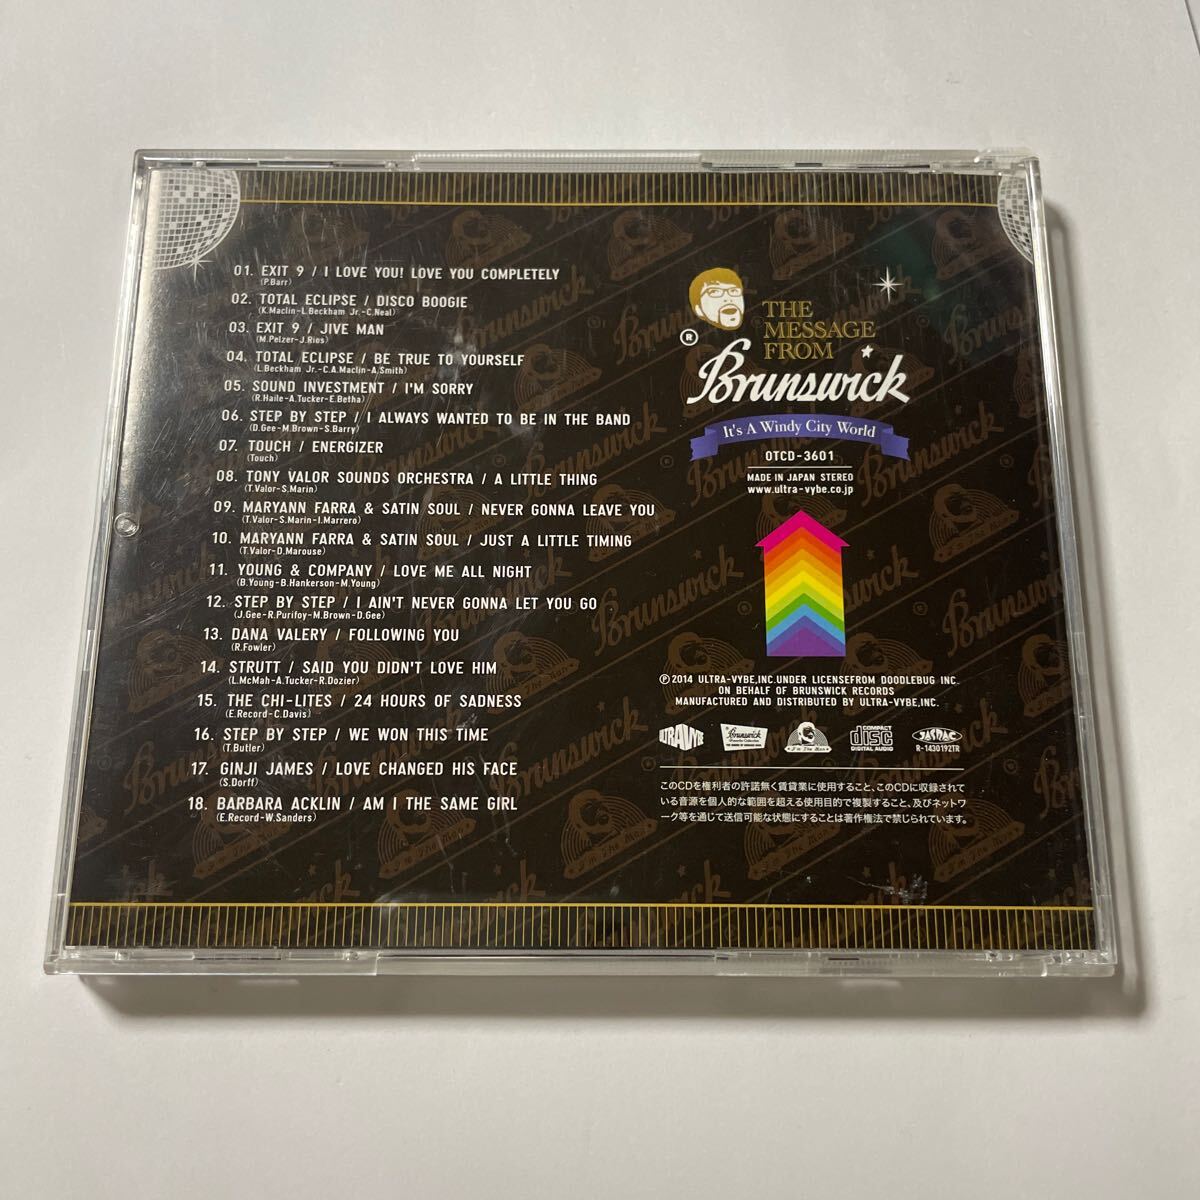 01. EXIT 9 / I LOVE YOU! LOVE YOU COMPLETELY
(P.Barr)
02. TOTAL ECLIPSE / DISCO BOOGIE
(K.Maclin-L.Beckham Jr.-C.Neal)
03. EXIT 9 / JIVE MAN
(M.Pelzer-J.Rios)
04. TOTAL ECLIPSE / BE TRUE TO YOURSELF
(L.Beckham Jr.-C.A.Maclin-A.Smith)
05. SOUND INVESTMENT / I'M SORRY
(R.Haile-A.Tucker-E.Betha)
06. STEP BY STEP / I ALWAYS WANTED TO BE IN THE BAND
(D.Gee-M.Brown-S.Barry)
07. TOUCH / ENERGIZER
(Touch)
08. TONY VALOR SOUNDS ORCHESTRA / A LITTLE THING
(T.Valor-S.Marin)
09. MARYANN FARRA & SATIN SOUL / NEVER GONNA LEAVE YOU
(T.Valor-S.Marin-I.Marrero)
10. MARYANN FARRA & SATIN SOUL / JUST A LITTLE TIMING
(T.Valor-D.Marouse)
11. YOUNG & COMPANY / LOVE ME ALL NIGHT
(B.Young-B.Hankerson-M.Young)
12. STEP BY STEP / I AIN'T NEVER GONNA LET YOU GO
(J.Gee-R.Purifoy-M.Brown-D.Gee)
13. DANA VALERY / FOLLOWING YOU
(R.Fowler)
14. STRUTT / SAID YOU DIDN'T LOVE HIM
(L.McMah-A.Tucker-R.Dozier)
15. THE CHI-LITES / 24 HOURS OF SADNESS
(E.Record-C.Davis)
16. STEP BY STEP / WE WON THIS TIME
(T.Butler)
17. GINJI JAMES / LOVE CHANGED HIS FACE
(S.Dorff)
18. BARBARA ACKLIN / AM I THE SAME GIRL
(E.Record-W.Sanders)
THE
MESSAGE
FROM
® Brunswick
It's A Windy City World
OTCD-3601
MADE IN JAPAN STEREO
www.ultra-vybe.co.jp
℗2014 ULTRA-VYBE,INC.UNDER LICENSEFROM DOODLEBUG INC.
ON BEHALF OF BRUNSWICK RECORDS
MANUFACTURED AND DISTRIBUTED BY ULTRA-VYBE,INC.
Brunswick
I'm The Man
COMPACT
disc
DIGITAL AUDIO
JASRAC
R-1430192TR
このCDを権利者の許諾無く賃貸業に使用すること、このCDに収録されて
いる音源を個人的な範囲を超える使用目的で複製すること、及びネットワ
ーク等を通じて送信可能な状態にすることは著作権法で禁じられています。